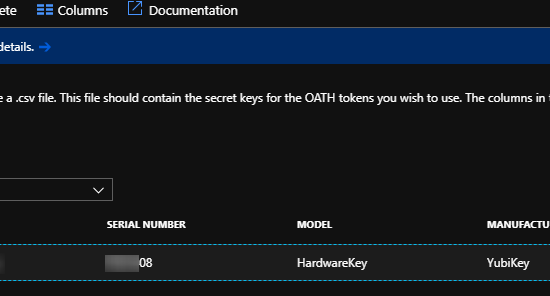 ete Columns Documentation
details. →
e a .csv file. This file should contain the secret keys for the OATH tokens you wish to use. The columns in t
SERIAL NUMBER MODEL MANUFACTU
08 HardwareKey YubiKey